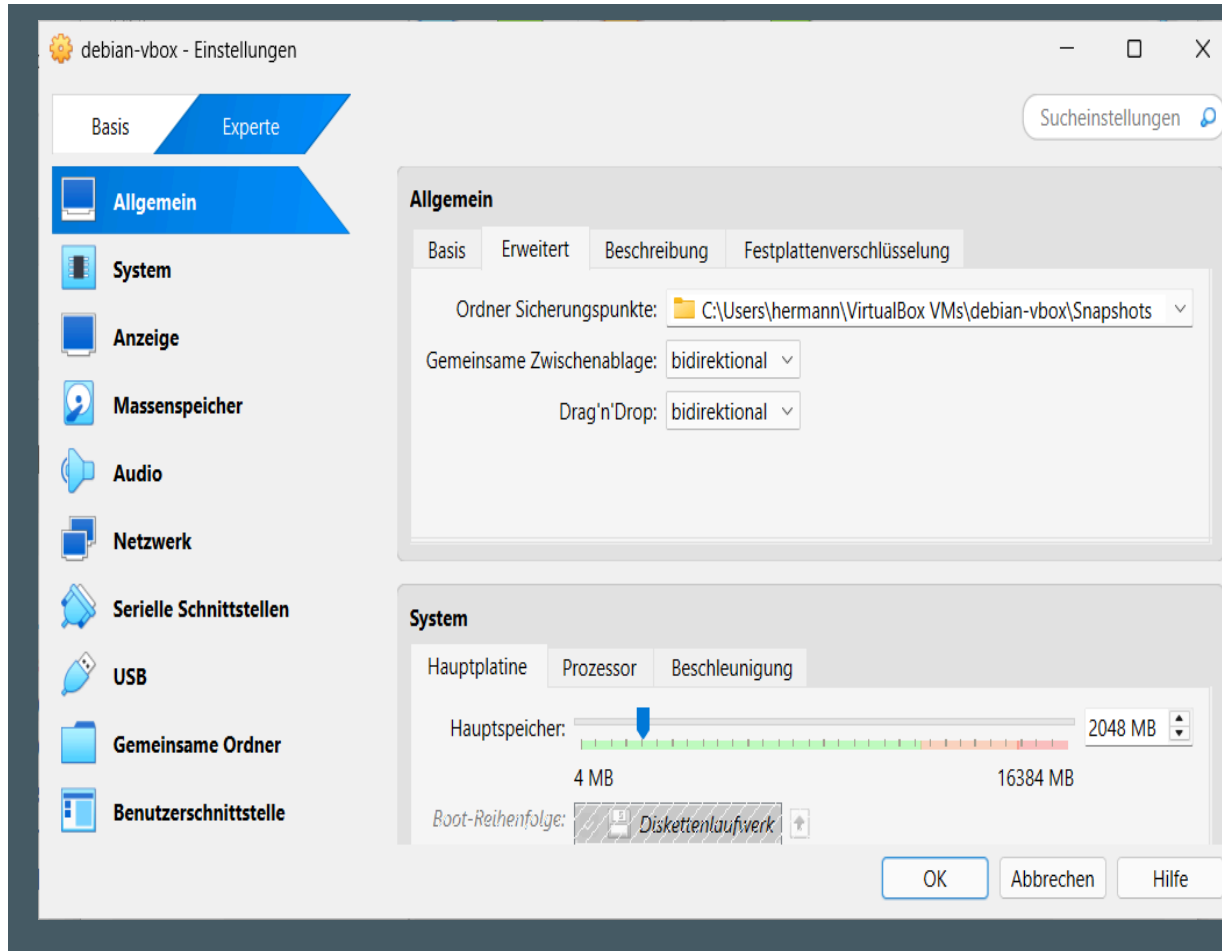 debian-vbox - Einstellungen
Basis
Experte
Sucheinstellungen
Allgemein
System
Anzeige
Massenspeicher
Audio
Netzwerk
Serielle Schnittstellen
USB
Gemeinsame Ordner
Benutzerschnittstelle
Allgemein
Basis Erweitert Beschreibung Festplattenverschlüsselung
Ordner Sicherungspunkte: C:\Users\hermann\VirtualBox VMs\debian-vbox\Snapshots
Gemeinsame Zwischenablage: bidirektional
Drag'n'Drop: bidirektional
System
Hauptplatine Prozessor Beschleunigung
Hauptspeicher: 2048 MB
4 MB 16384 MB
Boot-Reihenfolge: Diskettenlaufwerk
OK Abbrechen Hilfe